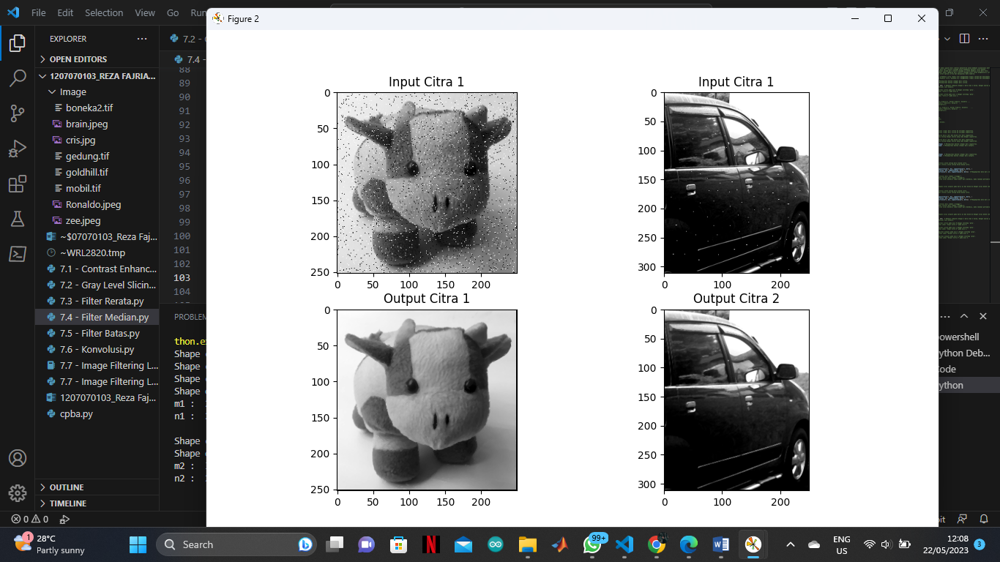 File Edit Selection View Go Run
Figure 2
EXPLORER
OPEN EDITORS
1207070103_REZA FAJRIA...
Image
boneka2.tif
brain.jpeg
cris.jpg
gedung.tif
goldhill.tif
mobil.tif
Ronaldo.jpeg
zee.jpeg
~$07070103_Reza Faj...
~WRL2820.tmp
7.1 - Contrast Enhanc...
7.2 - Gray Level Slicin...
7.3 - Filter Rerata.py
7.4 - Filter Median.py
7.5 - Filter Batas.py
7.6 - Konvolusi.py
7.7 - Image Filtering L...
7.7 - Image Filtering L...
1207070103_Reza Faj...
cpba.py
OUTLINE
TIMELINE
7.2 -
7.4 -
88
89
90
91
92
93
94
95
96
97
98
99
100
101
102
103
104
PROBLEM
thon.ex
Shape
Shape
Shape
Shape
m1 :
n1 :
Shape
Shape
m2 :
n2 :
Input Citra 1
0
50
100
150
200
250
0 50 100 150 200
Input Citra 1
0
50
100
150
200
250
300
0 100 200
Output Citra 1
0
50
100
150
200
250
0 50 100 150 200
Output Citra 2
0
50
100
150
200
250
300
0 100 200
owershell
ython Deb...
Code
ython
0 0
it
1
28°C
Partly sunny
Search
99+
ENG
US
12:08
22/05/2023
3